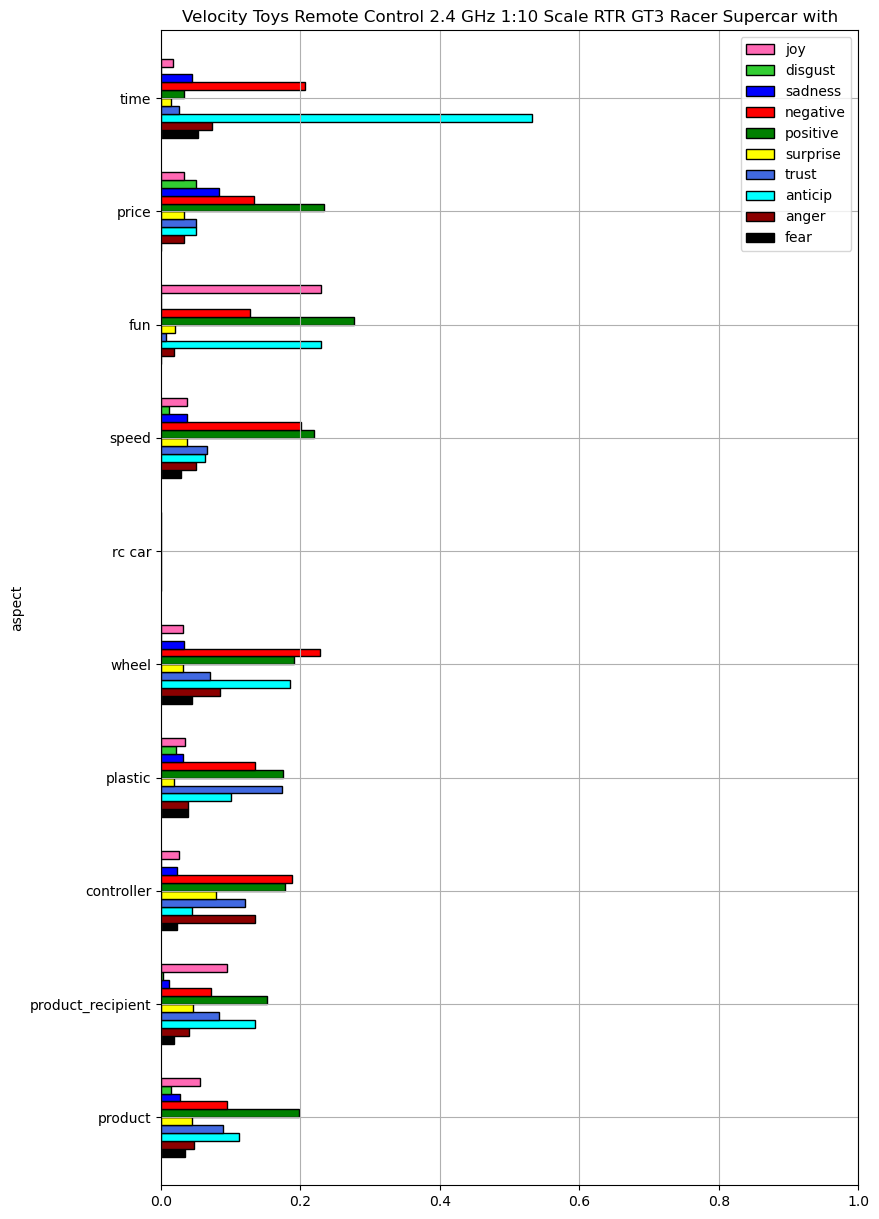 Velocity Toys Remote Control 2.4 GHz 1:10 Scale RTR GT3 Racer Supercar with
joy
disgust
sadness
negative
positive
surprise
trust
anticip
anger
fear
time
price
fun
speed
rc car
wheel
plastic
controller
product_recipient
product
aspect
0.0 0.2 0.4 0.6 0.8 1.0